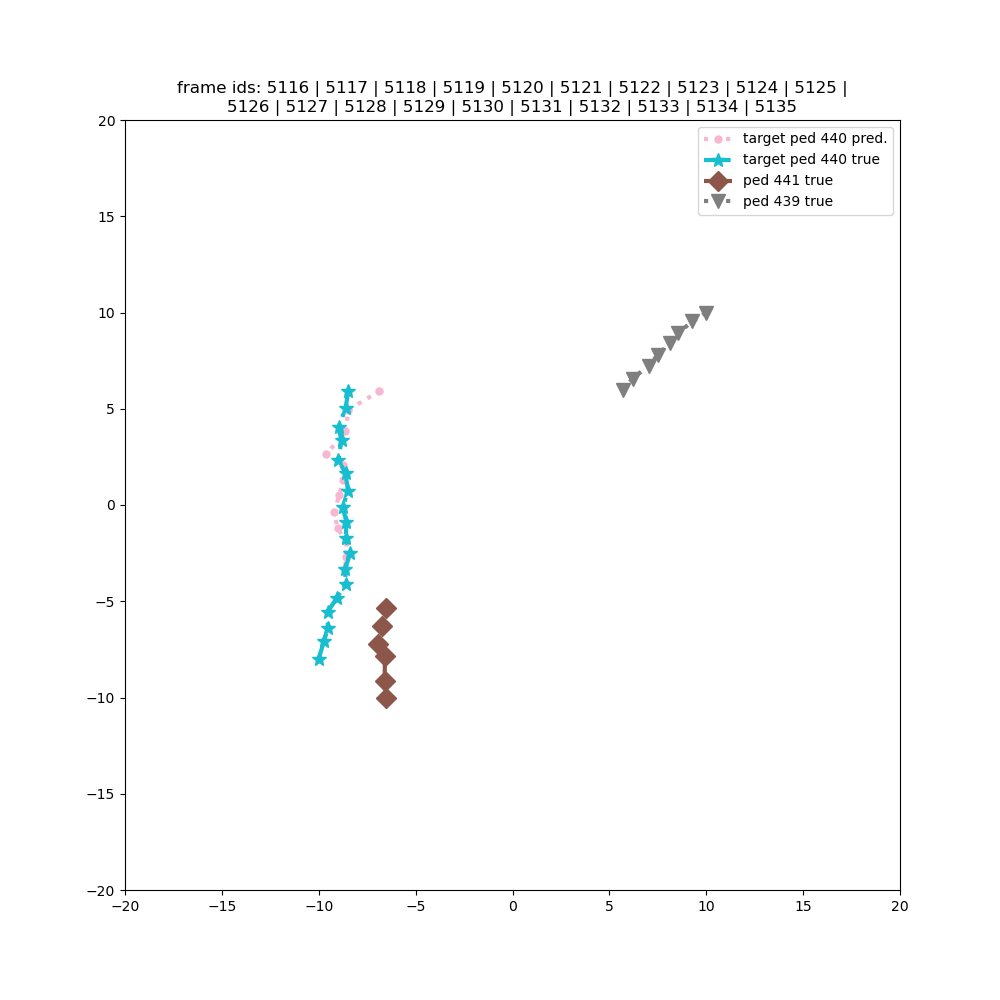 frame ids: 5116 | 5117 | 5118 | 5119 | 5120 | 5121 | 5122 | 5123 | 5124 | 5125 |
5126 | 5127 | 5128 | 5129 | 5130 | 5131 | 5132 | 5133 | 5134 | 5135
target ped 440 pred.
target ped 440 true
ped 441 true
ped 439 true
20
15
10
5
0
−5
−10
−15
−20
−20 −15 −10 −5 0 5 10 15 20